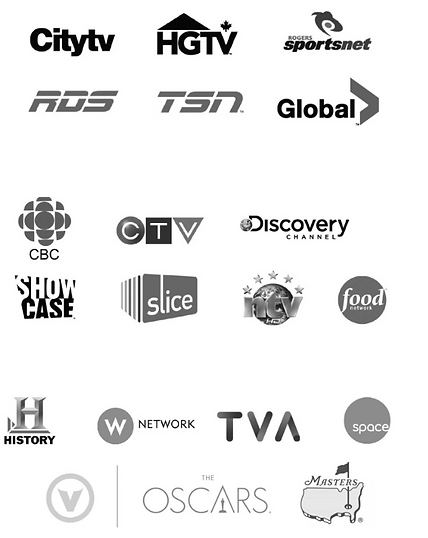 Citytv
HGTV
ROGERS
sportsnet
RDS
TSN
Global
CBC
CTV
Discovery
CHANNEL
SHOW
CASE
slice
ntv
food
network
H
HISTORY
W NETWORK
TVA
space
V
THE
OSCARS
MASTERS